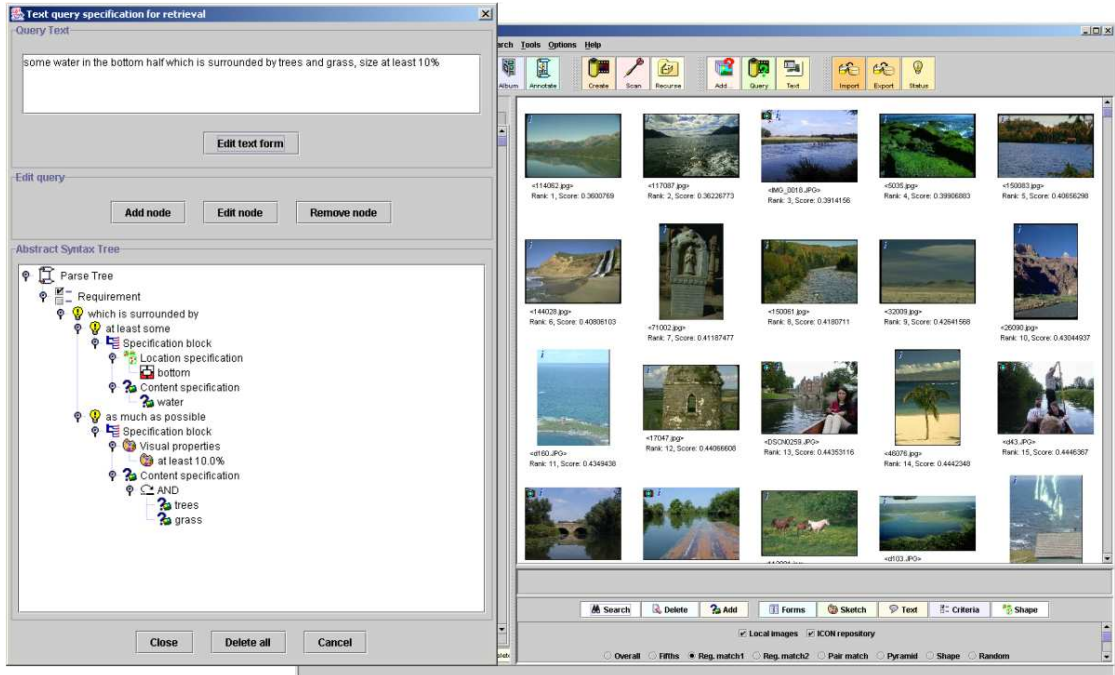 Text query specification for retrieval
Query Text
some water in the bottom half which is surrounded by trees and grass, size at least 10%
Edit text form
Edit query
Add node Edit node Remove node
Abstract Syntax Tree
Parse Tree
Requirement
which is surrounded by
at least some
Specification block
Location specification
bottom
Content specification
water
as much as possible
Specification block
Visual properties
at least 10.0%
Content specification
AND
trees
grass
Close Delete all Cancel
Tools Options Help
Album Annotate Create Scan Recurse Add... Query Text Import Export Status
<114062.jpg> <117087.jpg> <IMG_0018.JPG> <5035.jpg> <150083.jpg>
Rank: 1, Score: 0.3600769 Rank: 2, Score: 0.36226773 Rank: 3, Score: 0.3914156 Rank: 4, Score: 0.39906883 Rank: 5, Score: 0.40656298
<144028.jpg> <71002.jpg> <150061.jpg> <32009.jpg> <26090.jpg>
Rank: 6, Score: 0.40806103 Rank: 7, Score: 0.41187477 Rank: 8, Score: 0.4180711 Rank: 9, Score: 0.42641568 Rank: 10, Score: 0.43044937
<d160.JPG> <17047.jpg> <DSCN0259.JPG> <46076.jpg> <d43.JPG>
Rank: 11, Score: 0.4349438 Rank: 12, Score: 0.44066608 Rank: 13, Score: 0.44353116 Rank: 14, Score: 0.4442348 Rank: 15, Score: 0.4446367
<d103.JPG>
Search Delete Add Forms Sketch Text Criteria Shape
Local images ICON repository
Overall Fifths Reg. match1 Reg. match2 Pair match Pyramid Shape Random